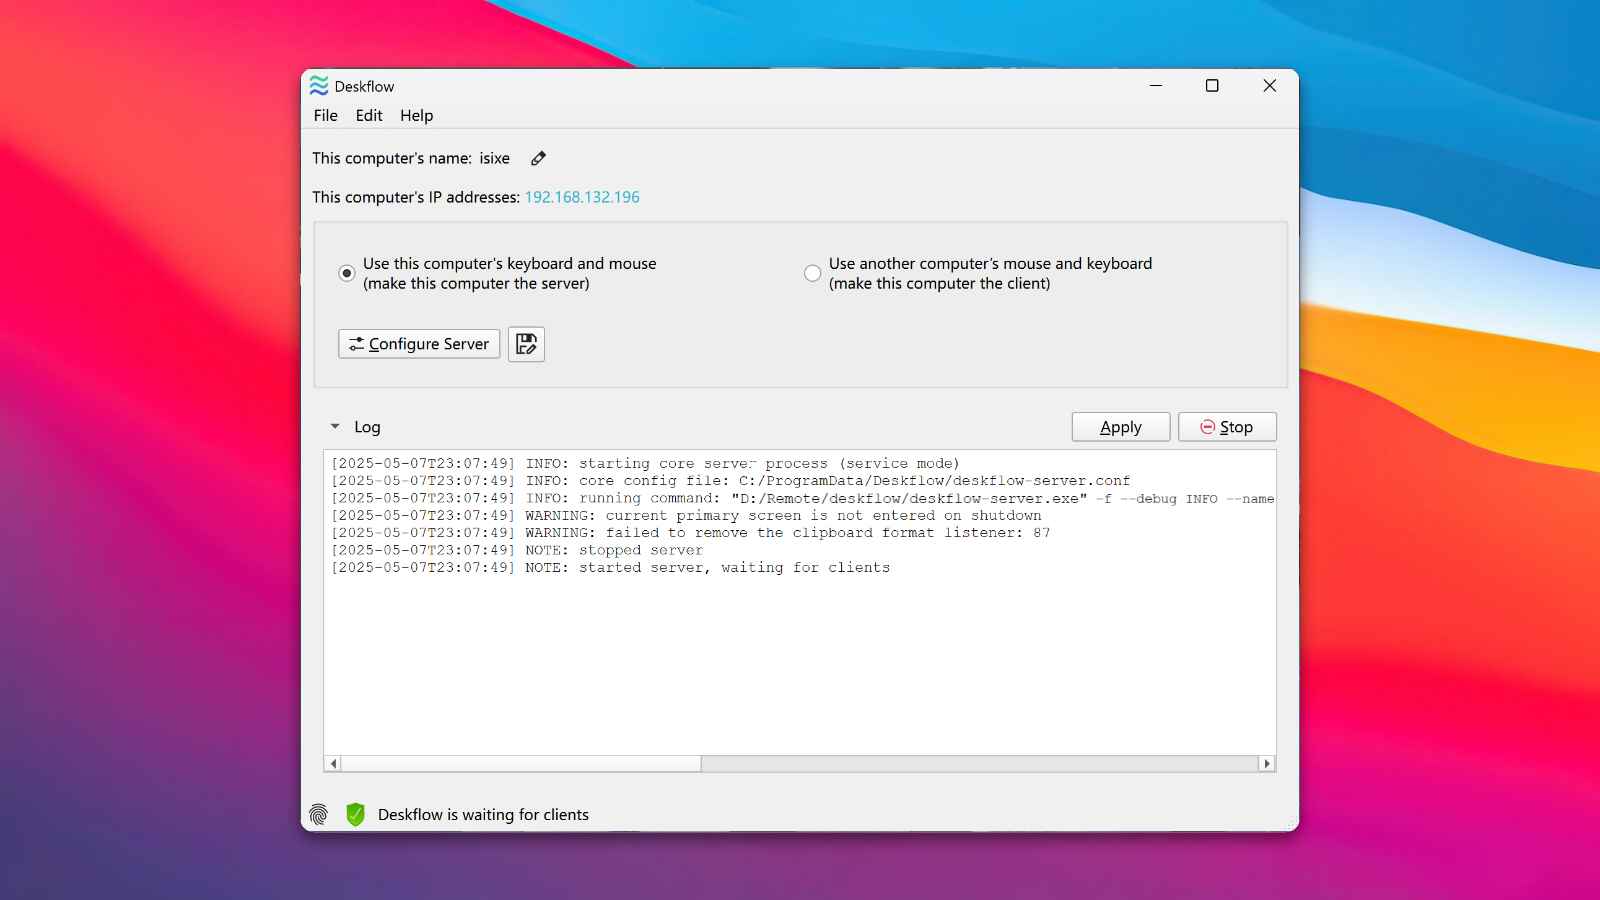 Deskflow
File Edit Help
This computer's name: isixe
This computer's IP addresses: 192.168.132.196
Use this computer's keyboard and mouse
(make this computer the server)
Use another computer's mouse and keyboard
(make this computer the client)
Configure Server
Log
Apply
Stop
[2025-05-07T23:07:49] INFO: starting core server process (service mode)
[2025-05-07T23:07:49] INFO: core config file: C:/ProgramData/Deskflow/deskflow-server.conf
[2025-05-07T23:07:49] INFO: running command: "D:/Remote/deskflow/deskflow-server.exe" -f --debug INFO --name
[2025-05-07T23:07:49] WARNING: current primary screen is not entered on shutdown
[2025-05-07T23:07:49] WARNING: failed to remove the clipboard format listener: 87
[2025-05-07T23:07:49] NOTE: stopped server
[2025-05-07T23:07:49] NOTE: started server, waiting for clients
Deskflow is waiting for clients